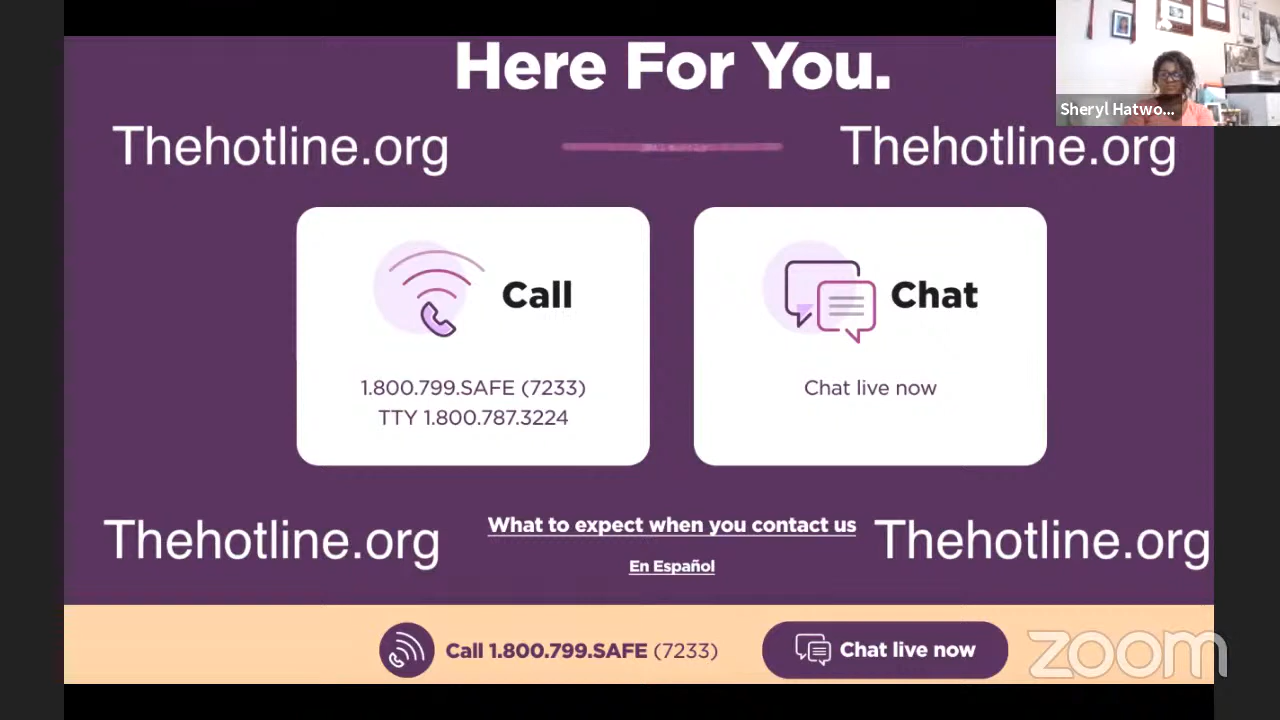 Here For You.
Sheryl Hatwo...
Thehotline.org
Thehotline.org
Call
Chat
1.800.799.SAFE (7233)
TTY 1.800.787.3224
Chat live now
Thehotline.org
What to expect when you contact us
Thehotline.org
En Español
Call 1.800.799.SAFE (7233)
Chat live now
zoom